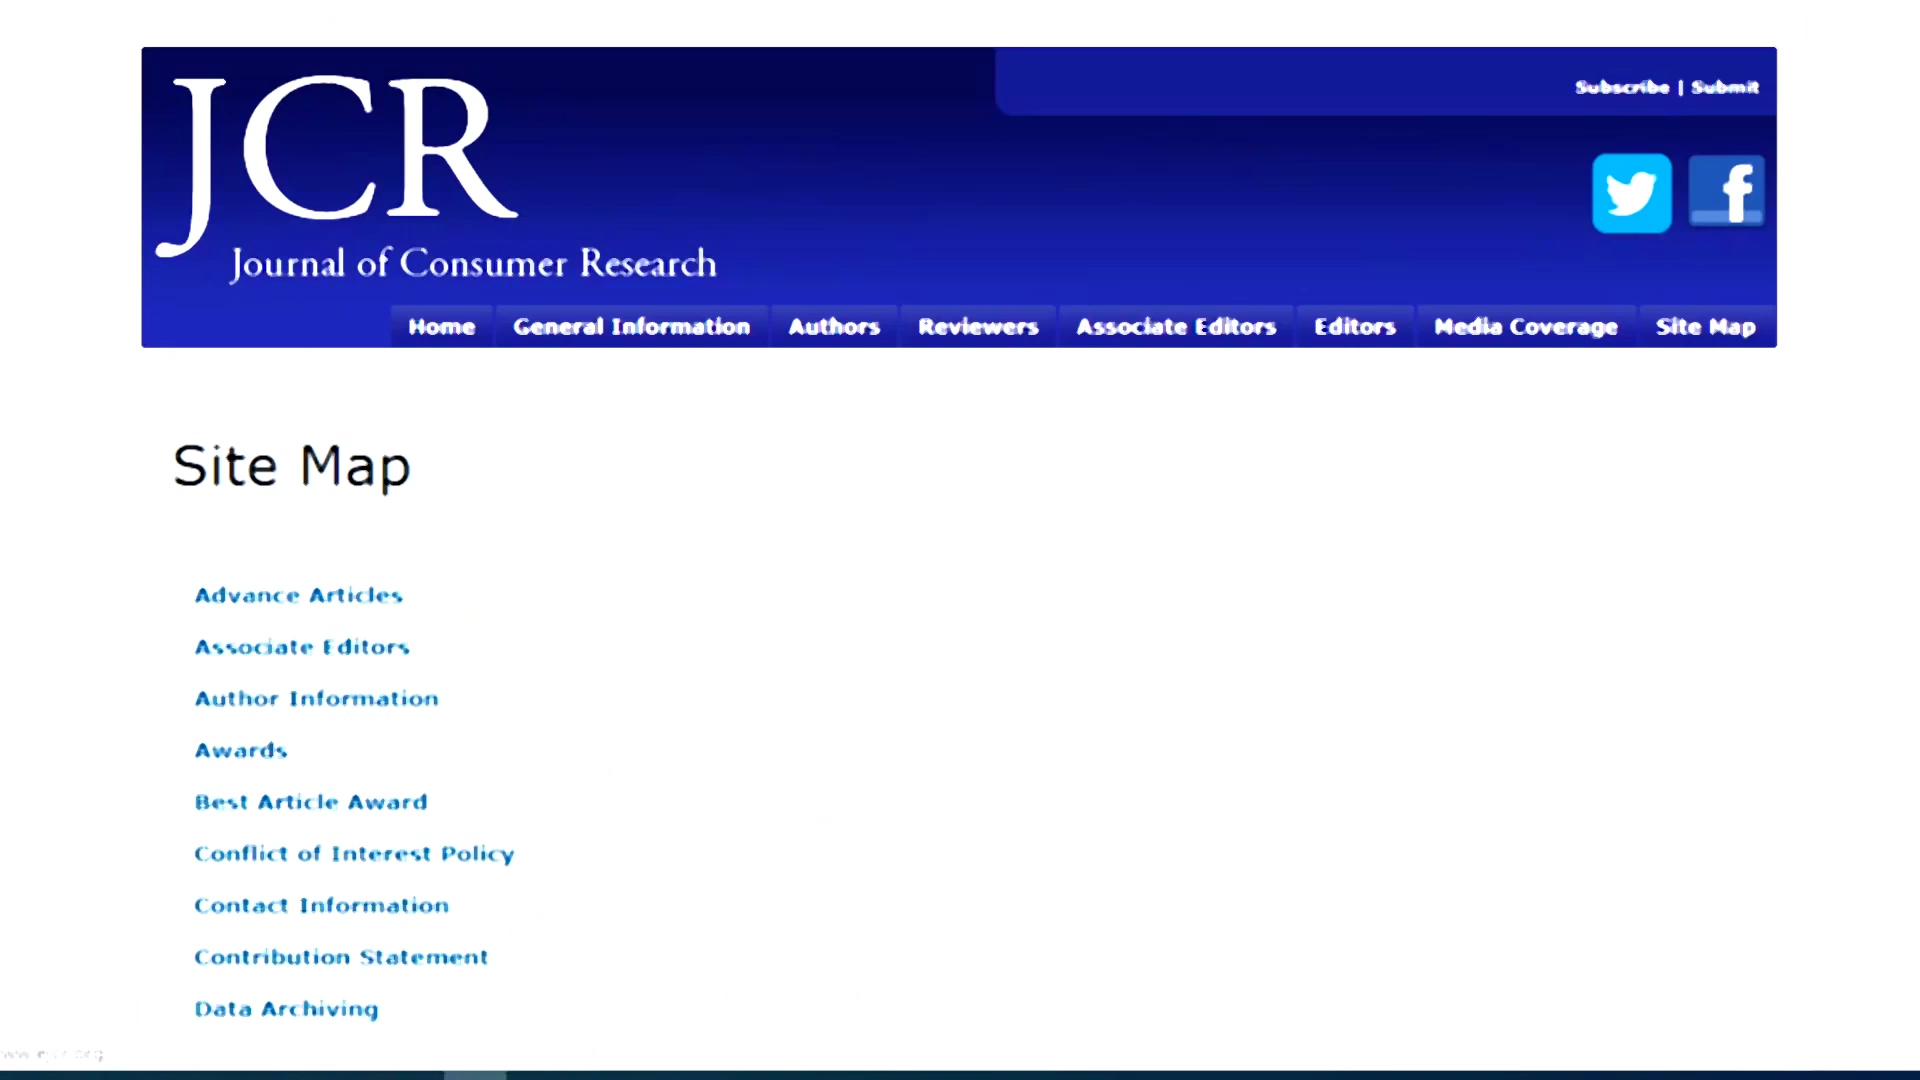 Subscribe | Submit
JCR
Journal of Consumer Research
Home General Information Authors Reviewers Associate Editors Editors Media Coverage Site Map
Site Map
Advance Articles
Associate Editors
Author Information
Awards
Best Article Award
Conflict of Interest Policy
Contact Information
Contribution Statement
Data Archiving